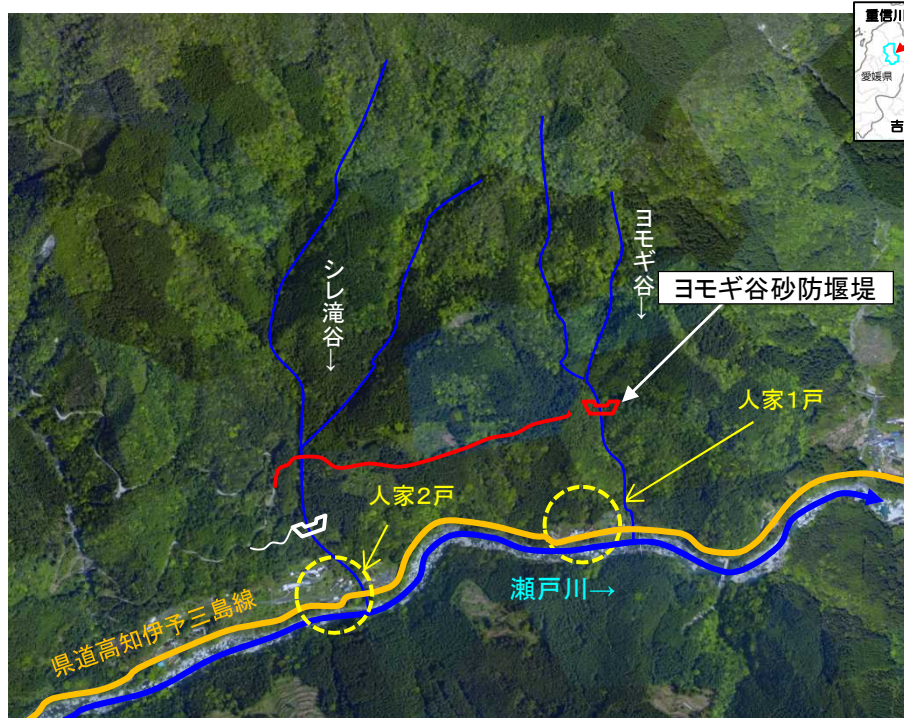 重信川
愛媛県
吉
ヨモギ谷→
シレ滝谷→
ヨモギ谷砂防堰堤
人家1戸
人家2戸
瀬戸川→
県道高知伊予三島線